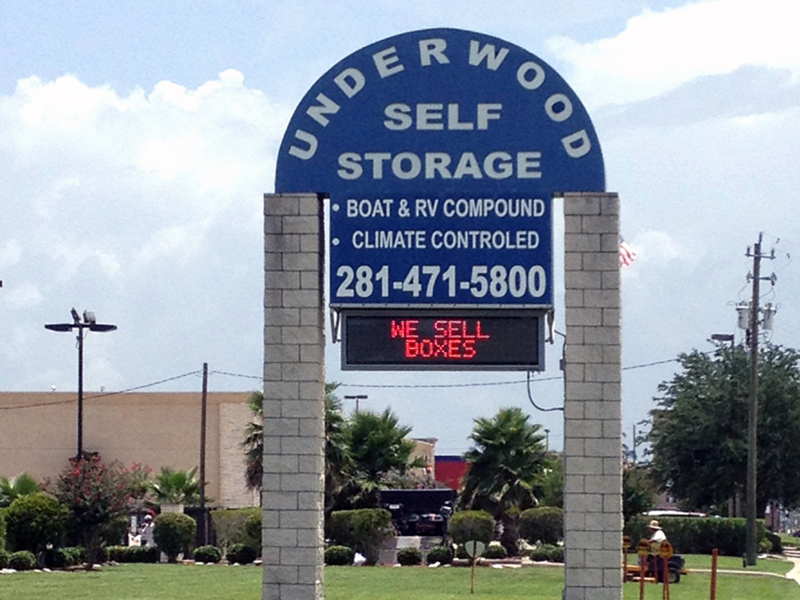 UNDERWOOD
SELF
STORAGE
• BOAT & RV COMPOUND
• CLIMATE CONTROLED
281-471-5800
WE SELL
BOXES